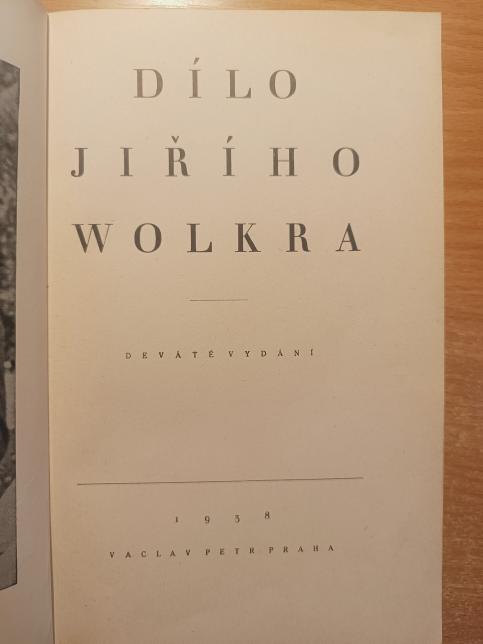 DÍLO
JIŘÍHO
WOLKRA
DEVÁTÉ VYDÁNÍ
1938
VACLAV PETR PRAHA